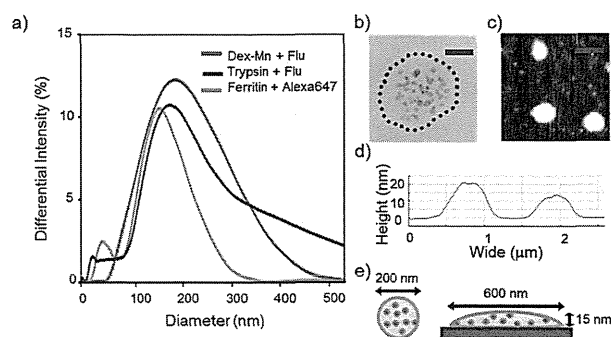 a)
15
10
5
0
Differential Intensity (%)
0
100
200
300
400
500
Diameter (nm)
Dex-Mn + Flu
Trypsin + Flu
Ferritin + Alexa647
b)
c)
d)
Height (nm)
20
10
0
0
1
2
Wide (µm)
e)
200 nm
600 nm
15 nm